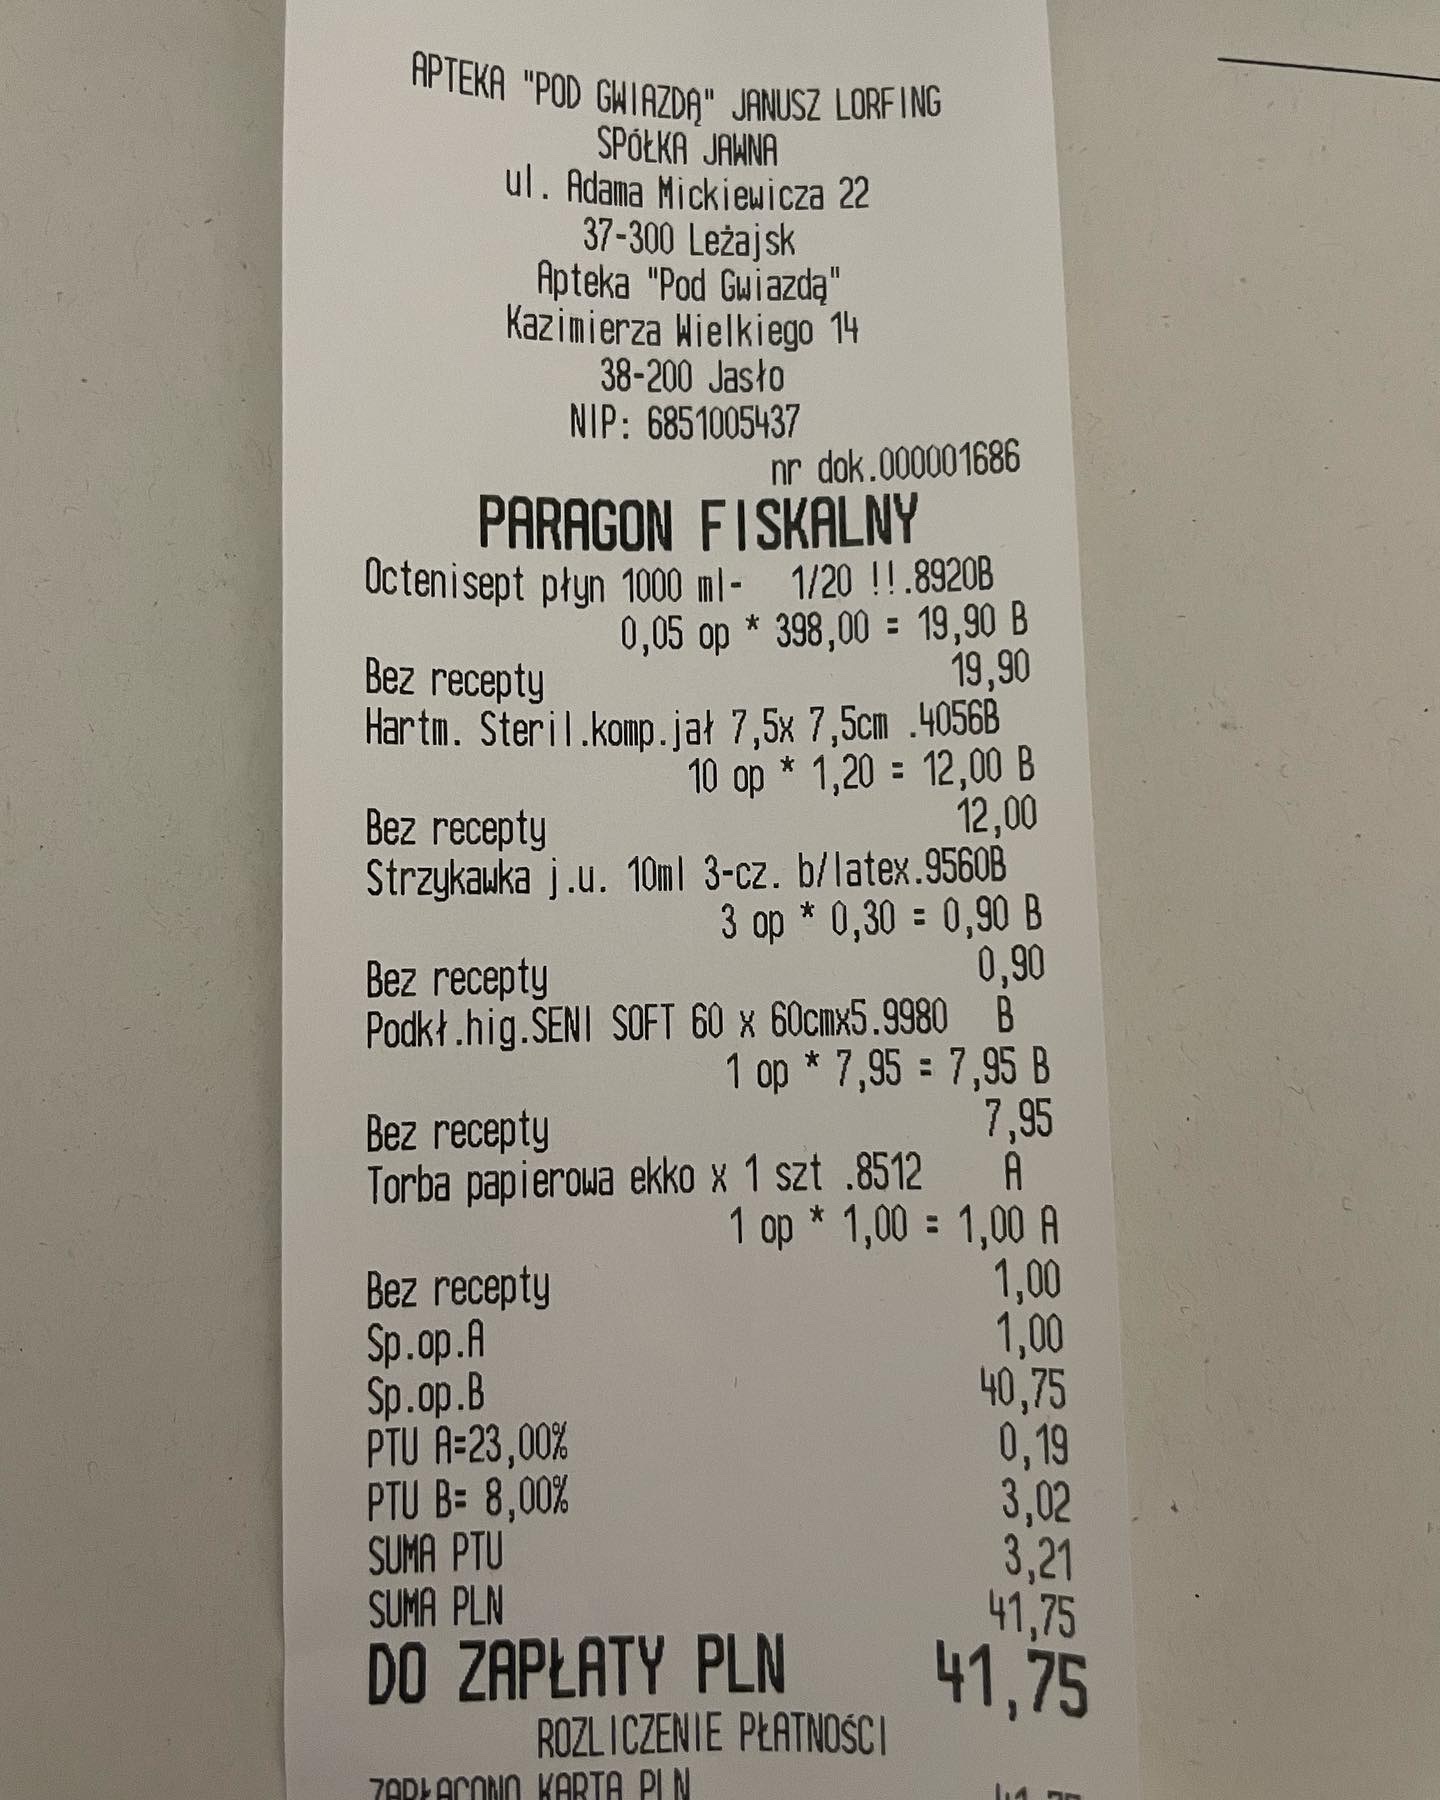 APTEKA "POD GWIAZDĄ" JANUSZ LORFING
SPÓŁKA JAWNA
ul. Adama Mickiewicza 22
37-300 Leżajsk
Apteka "Pod Gwiazdą"
Kazimierza Wielkiego 14
38-200 Jasło
NIP: 6851005437
nr dok.000001686
PARAGON FISKALNY
Octenisept płyn 1000 ml- 1/20 !!.8920B
0,05 op * 398,00 = 19,90 B
Bez recepty 19,90
Hartm. Steril.komp.jał 7,5x 7,5cm .4056B
10 op * 1,20 = 12,00 B
Bez recepty 12,00
Strzykawka j.u. 10ml 3-cz. b/latex.9560B
3 op * 0,30 = 0,90 B
Bez recepty 0,90
Podkł.hig.SENI SOFT 60 x 60cmx5.9980 B
1 op * 7,95 = 7,95 B
Bez recepty 7,95
Torba papierowa ekko x 1 szt .8512 A
1 op * 1,00 = 1,00 A
Bez recepty 1,00
Sp.op.A 1,00
Sp.op.B 40,75
PTU A=23,00% 0,19
PTU B= 8,00% 3,02
SUMA PTU 3,21
SUMA PLN 41,75
DO ZAPŁATY PLN 41,75
ROZLICZENIE PŁATNOŚCI
ZAPŁACONO KARTA PLN 41,75